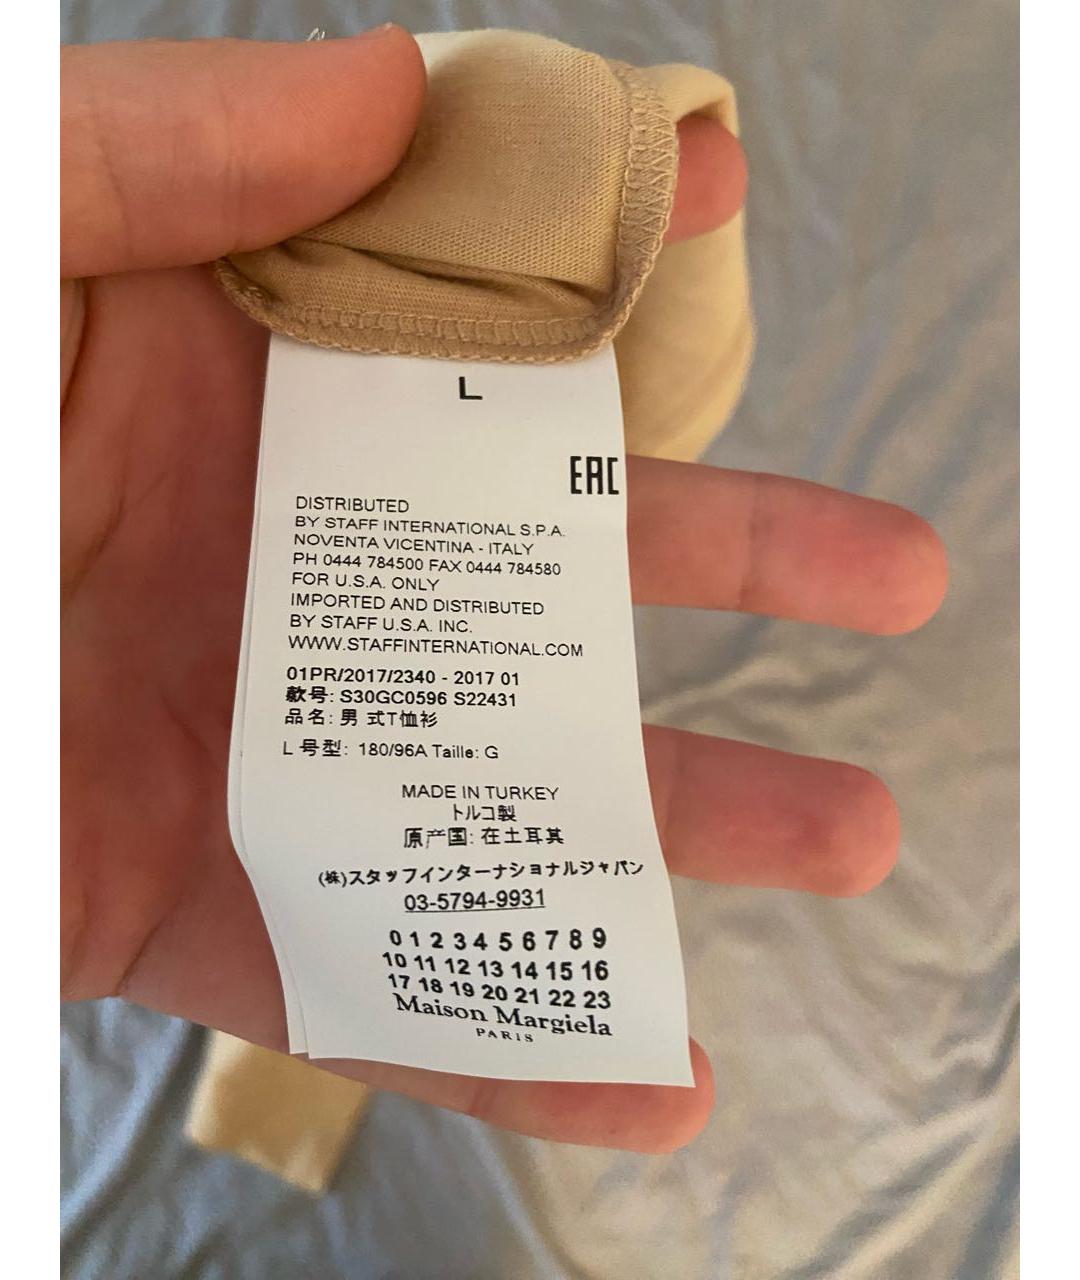 L
EAC
DISTRIBUTED
BY STAFF INTERNATIONAL S.P.A.
NOVENTA VICENTINA - ITALY
PH 0444 784500 FAX 0444 784580
FOR U.S.A. ONLY
IMPORTED AND DISTRIBUTED
BY STAFF U.S.A. INC.
WWW.STAFFINTERNATIONAL.COM
01PR/2017/2340 - 2017 01
款号: S30GC0596 S22431
品名: 男 式T恤衫
L 号型: 180/96A Taille: G
MADE IN TURKEY
トルコ製
原产国: 在土耳其
(株)スタッフインターナショナルジャパン
03-5794-9931
0 1 2 3 4 5 6 7 8 9
10 11 12 13 14 15 16
17 18 19 20 21 22 23
Maison Margiela
PARIS